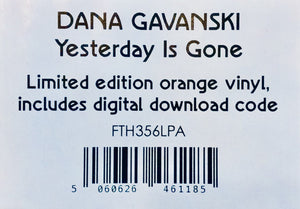 DANA GAVANSKI
Yesterday Is Gone
Limited edition orange vinyl,
includes digital download code
FTH356LPA
5 060626 461185